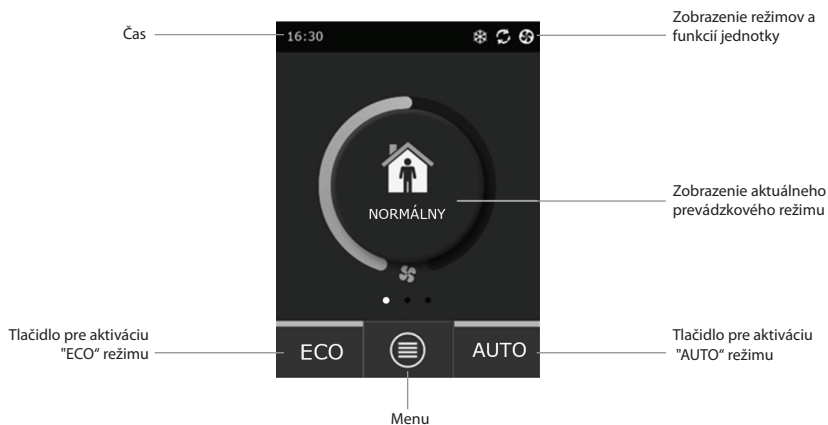 Čas
16:30
Zobrazenie režimov a
funkcií jednotky
NORMÁLNY
Zobrazenie aktuálneho
prevádzkového režimu
Tlačidlo pre aktiváciu
"ECO“ režimu
ECO
AUTO
Tlačidlo pre aktiváciu
"AUTO“ režimu
Menu